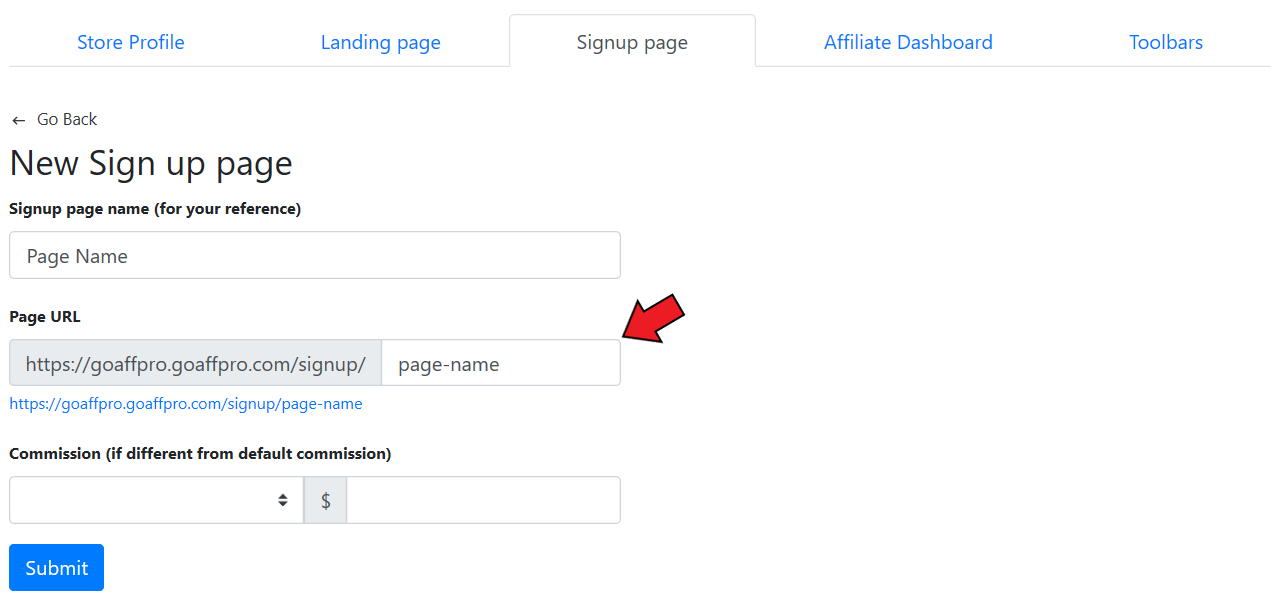 Store Profile Landing page Signup page Affiliate Dashboard Toolbars
← Go Back
New Sign up page
Signup page name (for your reference)
Page Name
Page URL
https://goaffpro.goaffpro.com/signup/ page-name
https://goaffpro.goaffpro.com/signup/page-name
Commission (if different from default commission)
$
Submit